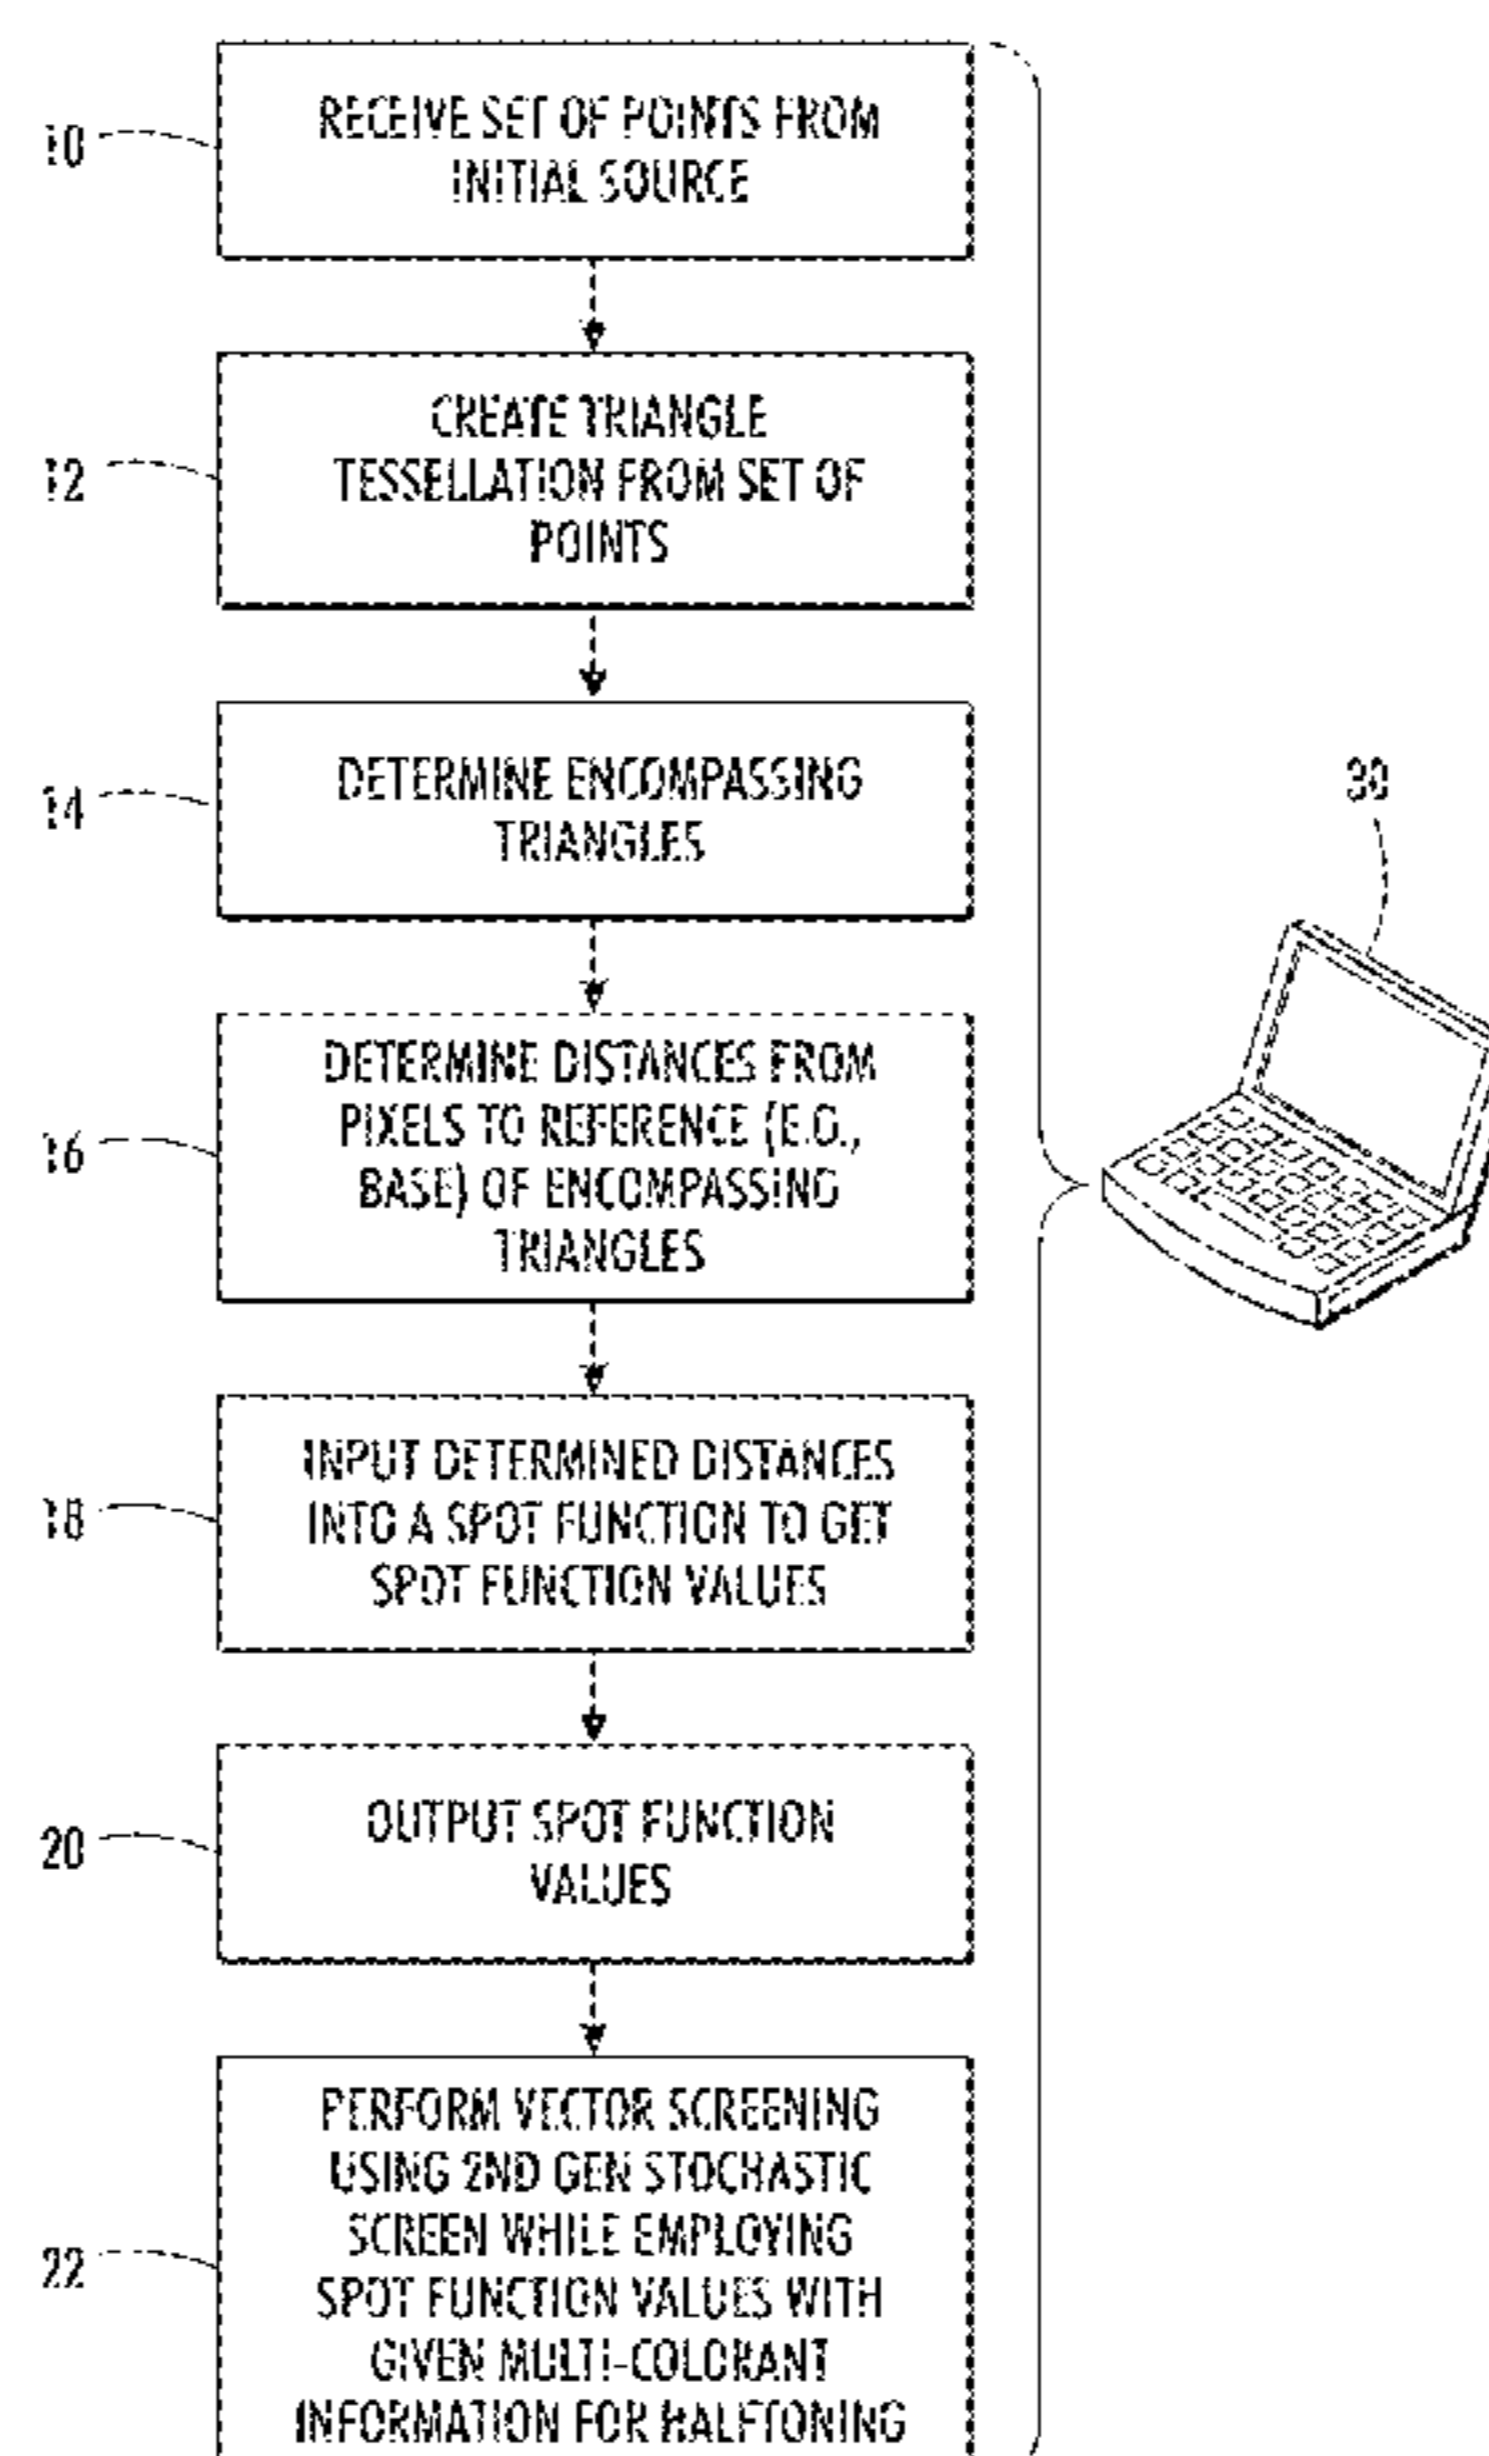 10
RECEIVE SET OF POINTS FROM
INITIAL SOURCE
12
CREATE TRIANGLE
TESSELLATION FROM SET OF
POINTS
14
DETERMINE ENCOMPASSING
TRIANGLES
30
16
DETERMINE DISTANCES FROM
PIXELS TO REFERENCE (E.G.,
BASE) OF ENCOMPASSING
TRIANGLES
18
INPUT DETERMINED DISTANCES
INTO A SPOT FUNCTION TO GET
SPOT FUNCTION VALUES
20
OUTPUT SPOT FUNCTION
VALUES
22
PERFORM VECTOR SCREENING
USING 2ND GEN STOCHASTIC
SCREEN WHILE EMPLOYING
SPOT FUNCTION VALUES WITH
GIVEN MULTI-COLORANT
INFORMATION FOR HALFTONING